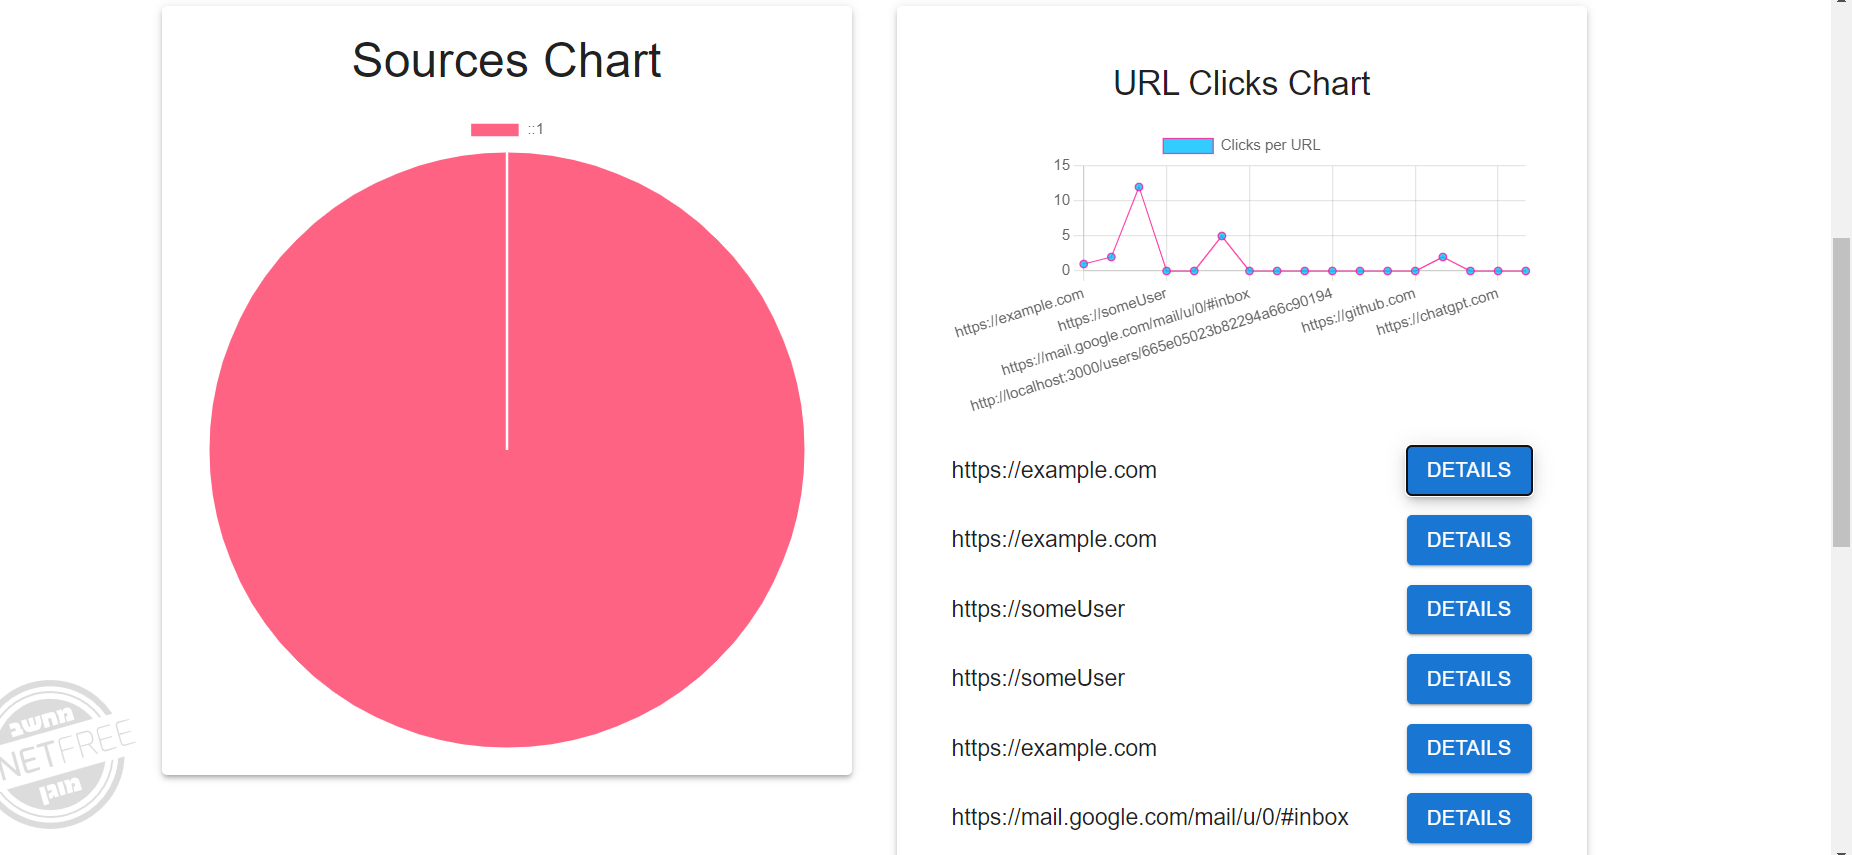 Sources Chart
::1
URL Clicks Chart
Clicks per URL
15
10
5
0
https://example.com
https://someUser
https://mail.google.com/mail/u/0/#inbox
http://localhost:3000/users/665e05023b82294a66c90194
https://github.com
https://chatgpt.com
https://example.com DETAILS
https://example.com DETAILS
https://someUser DETAILS
https://someUser DETAILS
https://example.com DETAILS
https://mail.google.com/mail/u/0/#inbox DETAILS
מחשב
NETFREE
מוגן